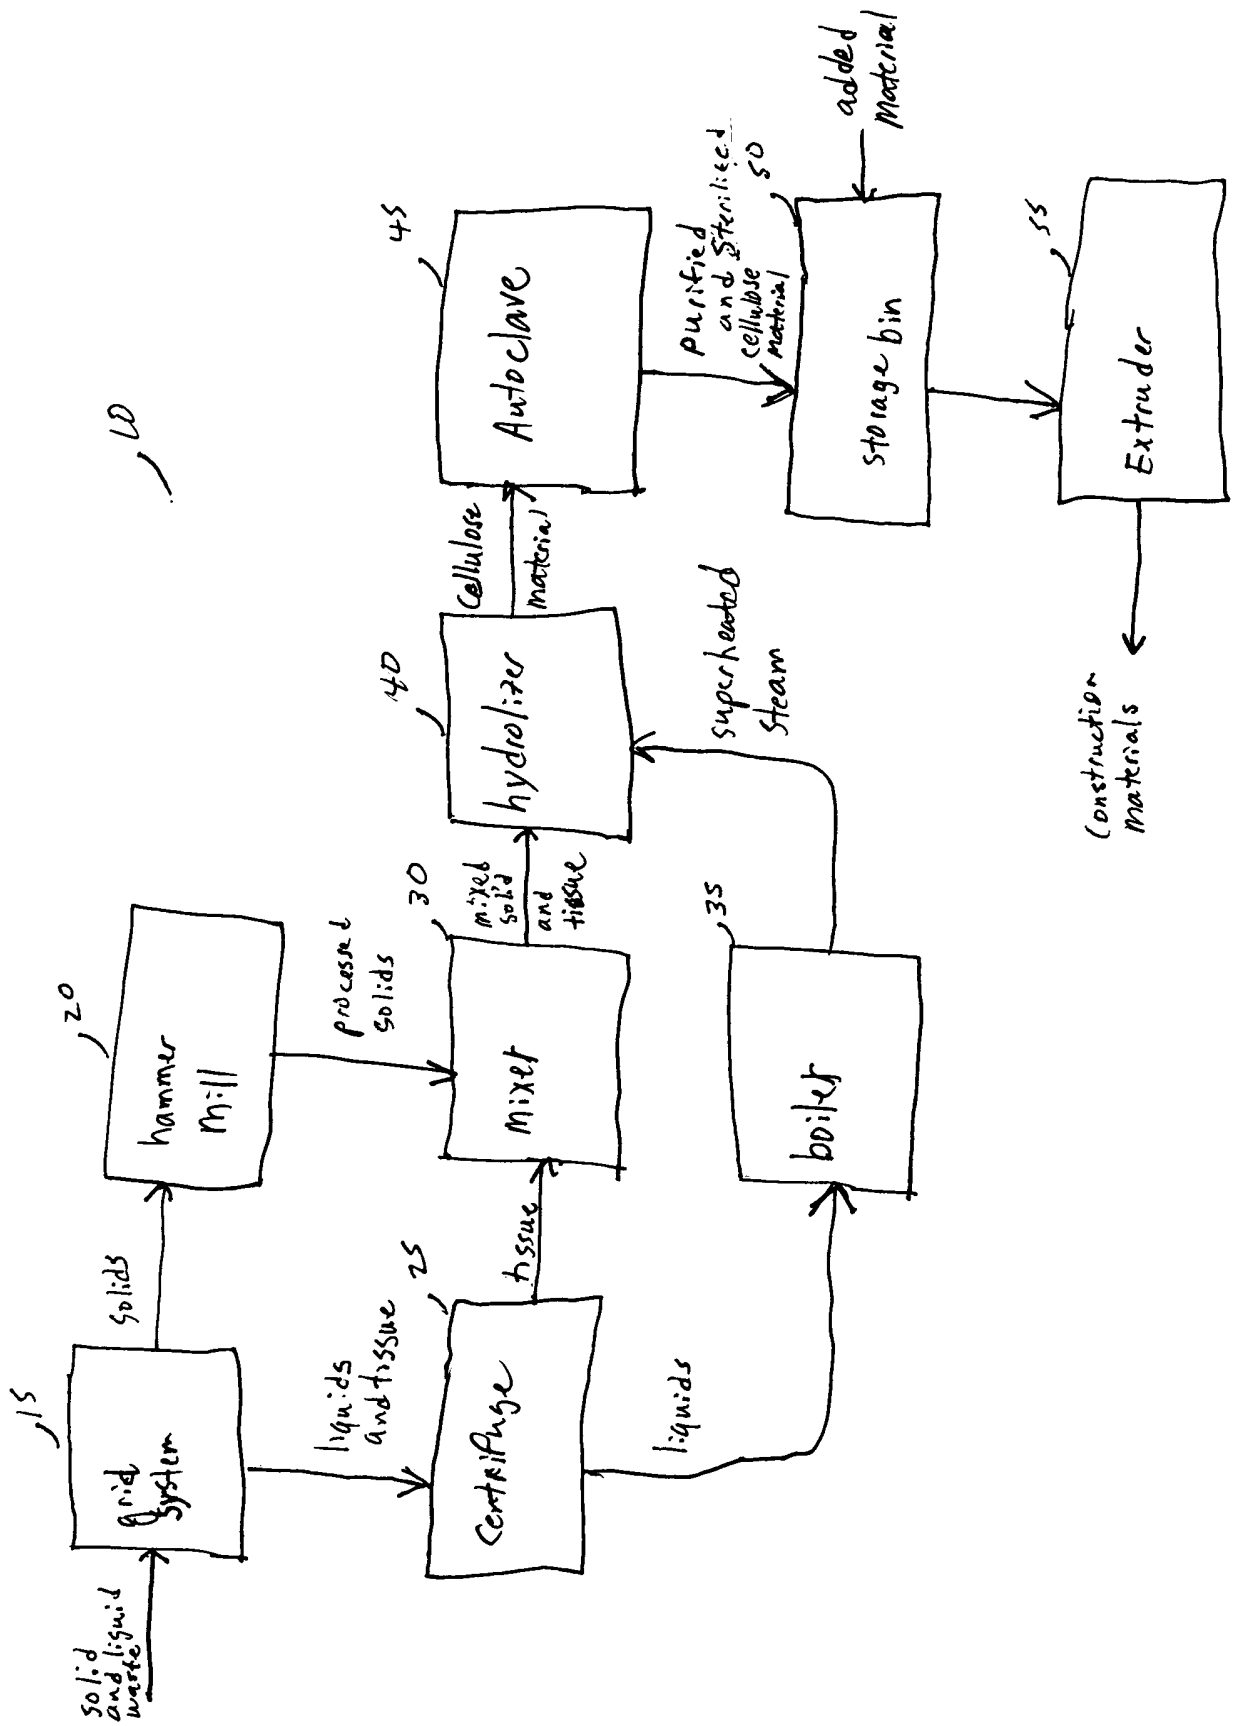 10
solid
and liquid
waste
15
grid
system
solids
20
hammer
mill
liquids
and tissue
processed
solids
25
Centrifuge
tissue
30
mixer
mixed
solid
and
tissue
40
hydrolizer
cellulose
material
45
Autoclave
liquids
35
boiler
superheated
steam
purified
and sterilized
cellulose
material
50
storage bin
added
material
55
Extruder
Construction
materials